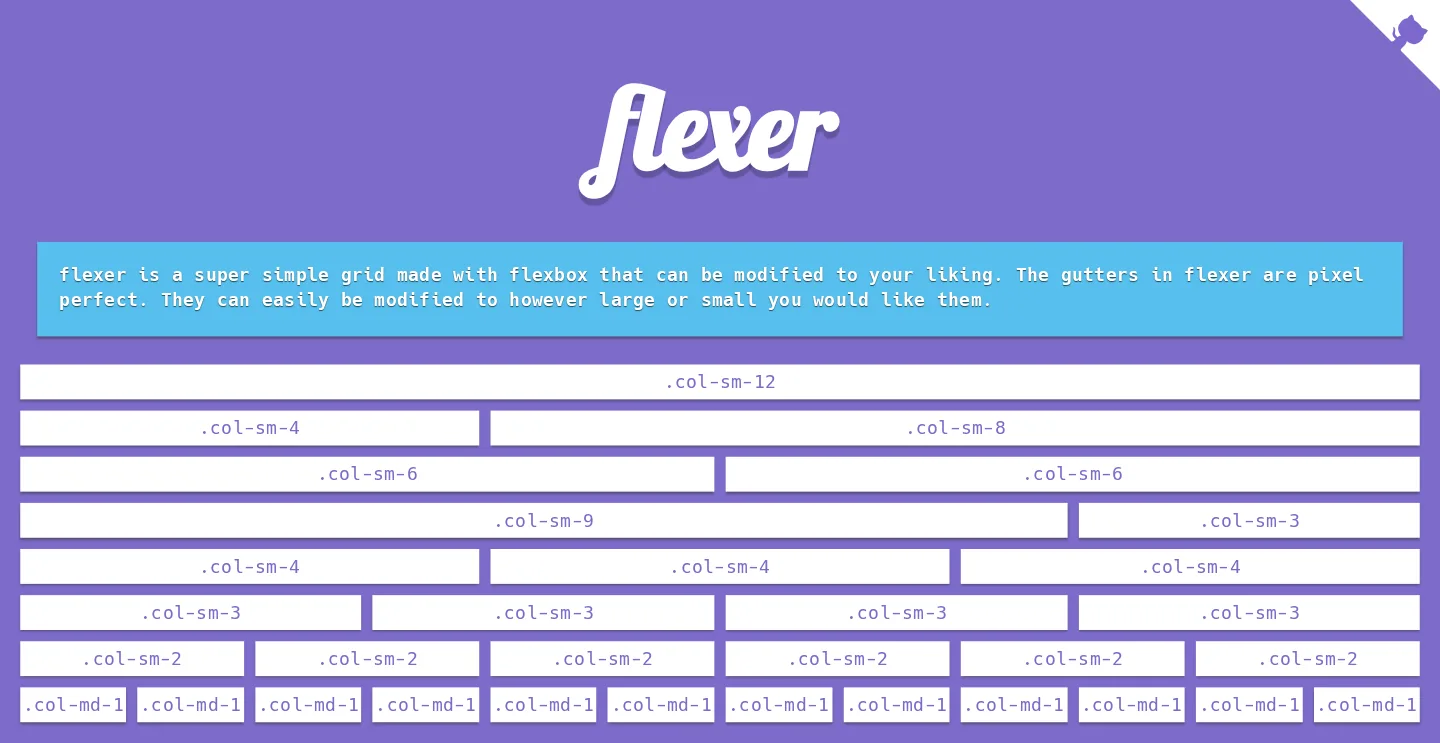 flexer
flexer is a super simple grid made with flexbox that can be modified to your liking. The gutters in flexer are pixel
perfect. They can easily be modified to however large or small you would like them.
.col-sm-12
.col-sm-4 .col-sm-8
.col-sm-6 .col-sm-6
.col-sm-9 .col-sm-3
.col-sm-4 .col-sm-4 .col-sm-4
.col-sm-3 .col-sm-3 .col-sm-3 .col-sm-3
.col-sm-2 .col-sm-2 .col-sm-2 .col-sm-2 .col-sm-2 .col-sm-2
.col-md-1 .col-md-1 .col-md-1 .col-md-1 .col-md-1 .col-md-1 .col-md-1 .col-md-1 .col-md-1 .col-md-1 .col-md-1 .col-md-1